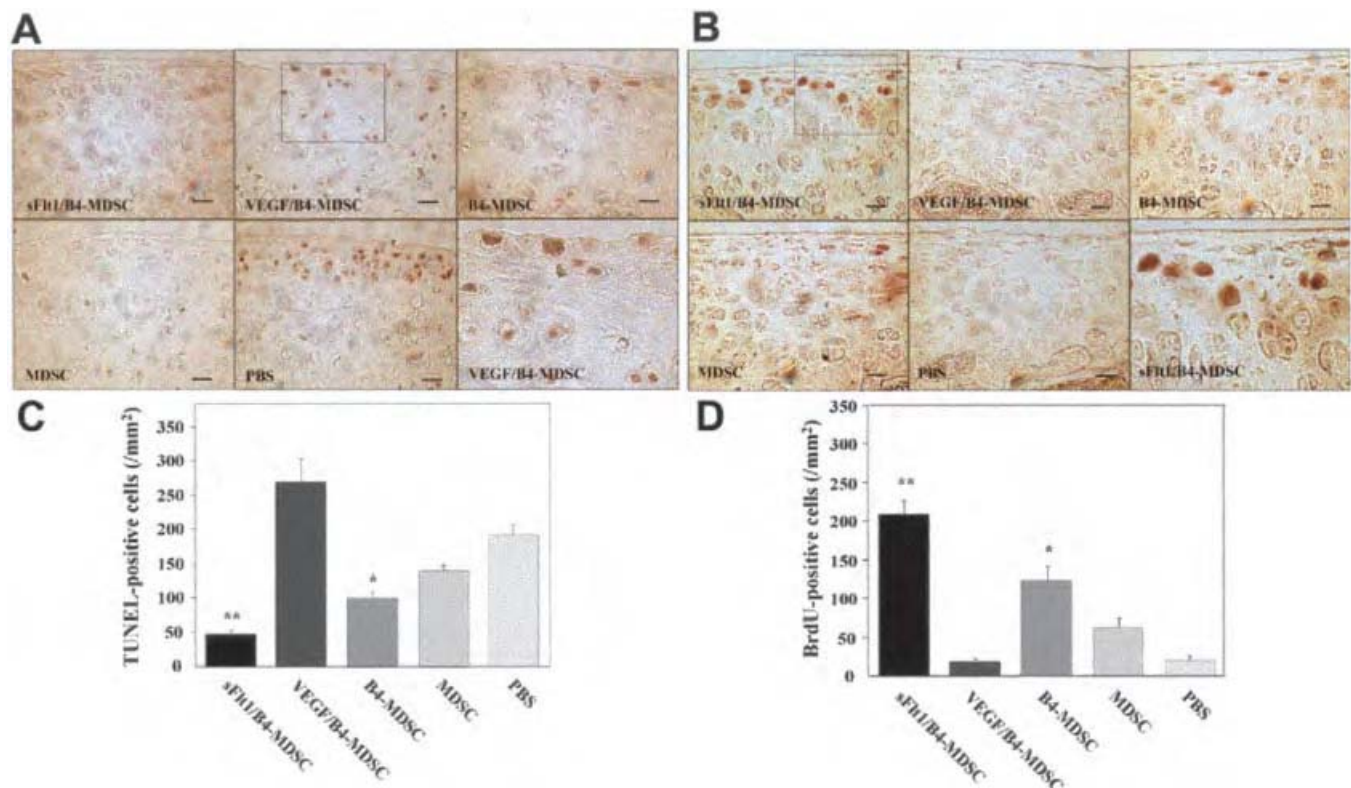 A
sFlt1/B4-MDSC
VEGF/B4-MDSC
B4-MDSC
MDSC
PBS
VEGF/B4-MDSC
B
sFlt1/B4-MDSC
VEGF/B4-MDSC
B4-MDSC
MDSC
PBS
sFlt1/B4-MDSC
C
TUNEL-positive cells (/mm²)
350
300
250
200
150
100
50
0
**
*
sFlt1/B4-MDSC
VEGF/B4-MDSC
B4-MDSC
MDSC
PBS
D
BrdU-positive cells (/mm²)
350
300
250
200
150
100
50
0
**
*
sFlt1/B4-MDSC
VEGF/B4-MDSC
B4-MDSC
MDSC
PBS